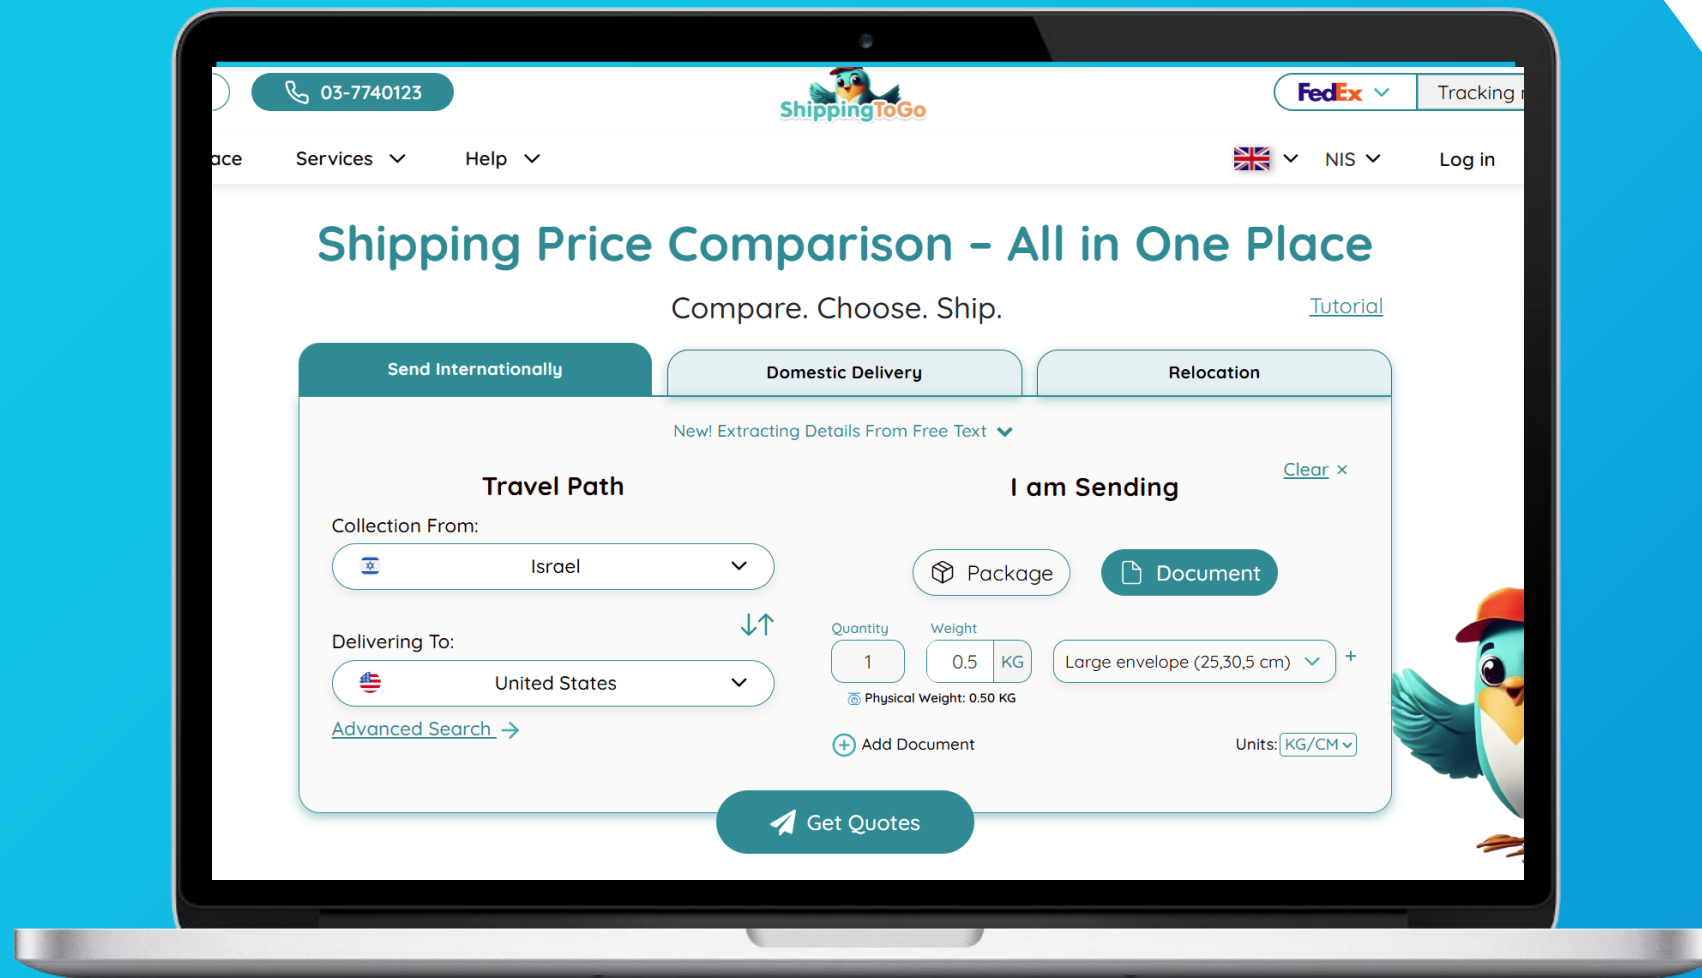 03-7740123
ShippingToGo
FedEx
Tracking
Services
Help
NIS
Log in
Shipping Price Comparison – All in One Place
Compare. Choose. Ship.
Tutorial
Send Internationally
Domestic Delivery
Relocation
New! Extracting Details From Free Text
Clear ×
Travel Path
I am Sending
Collection From:
Israel
Package
Document
Delivering To:
Quantity
Weight
1
0.5 KG
Large envelope (25,30,5 cm)
+
United States
Physical Weight: 0.50 KG
Advanced Search
Add Document
Units: KG/CM
Get Quotes